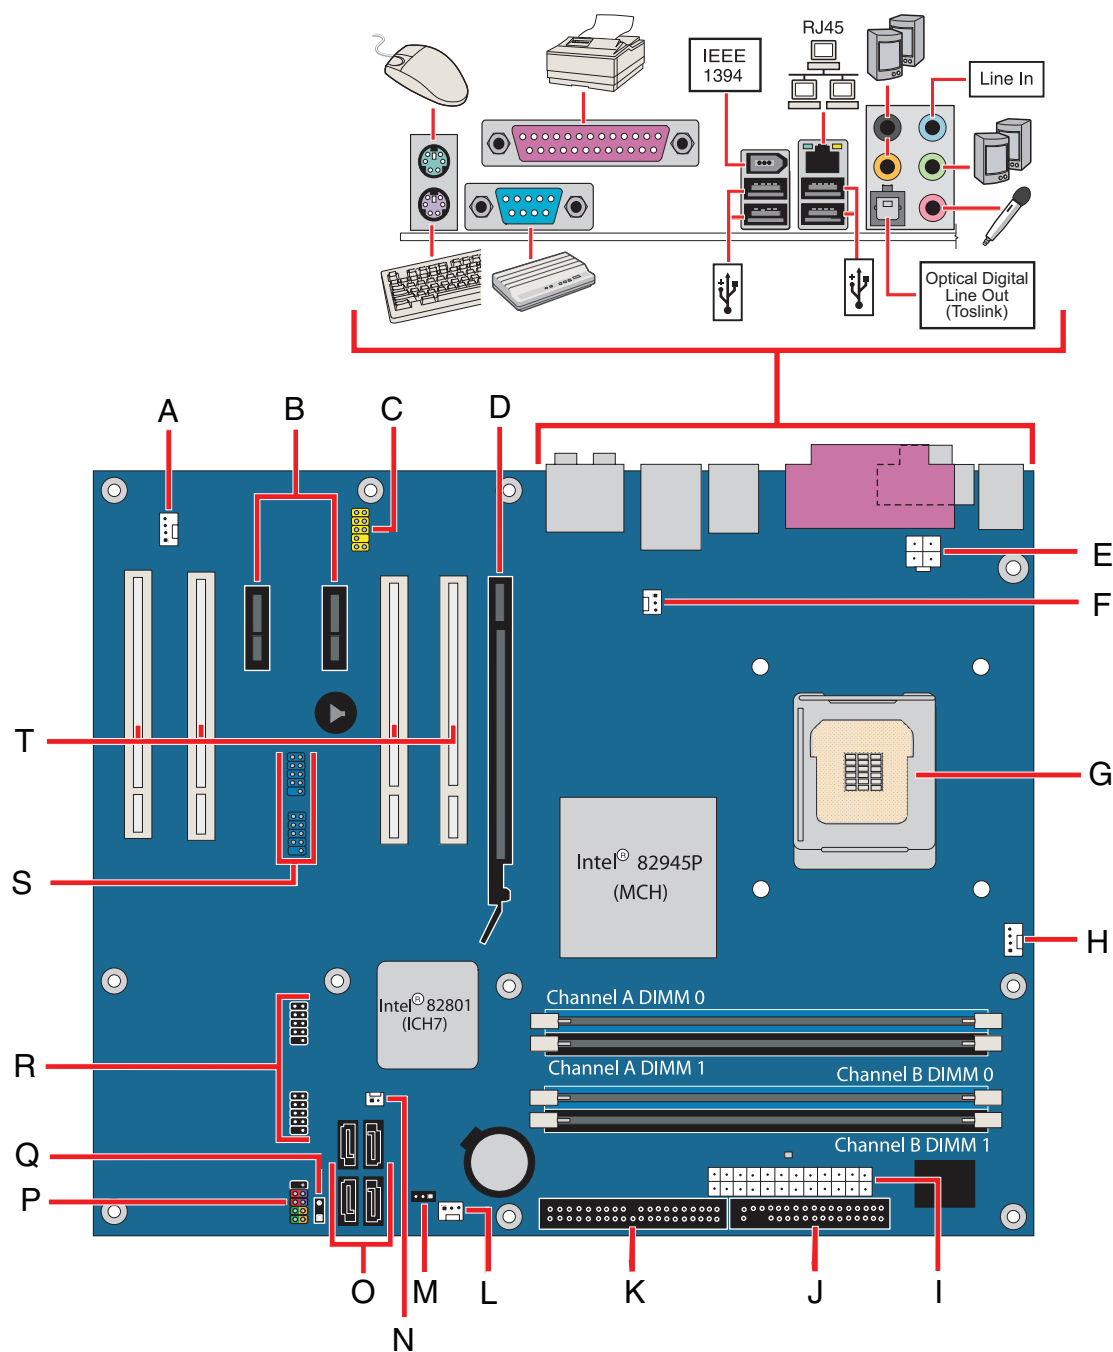 RJ45
IEEE
1394
Line In
Optical Digital
Line Out
(Toslink)
A
B
C
D
E
F
T
G
Intel® 82945P
(MCH)
S
H
Intel® 82801
(ICH7)
Channel A DIMM 0
R
Channel A DIMM 1
Channel B DIMM 0
Channel B DIMM 1
Q
P
O
M
L
K
J
I
N